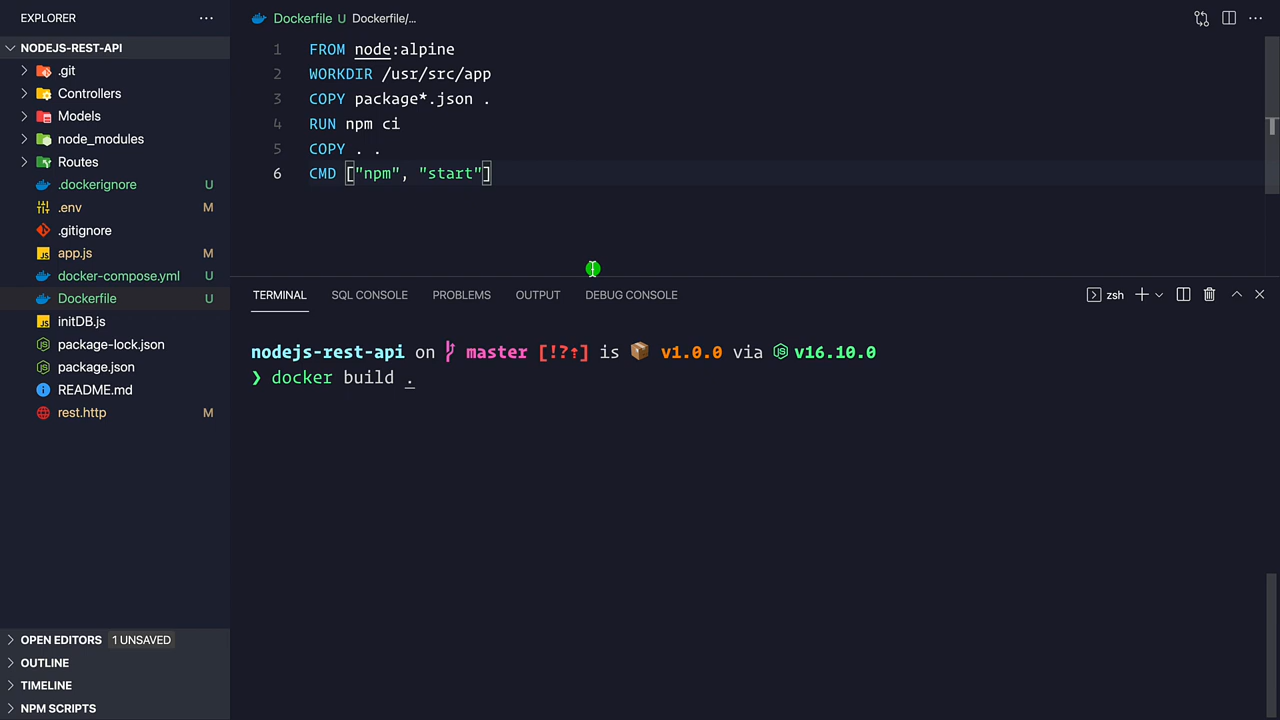 EXPLORER
NODEJS-REST-API
.git
Controllers
Models
node_modules
Routes
.dockerignore U
.env M
.gitignore
app.js M
docker-compose.yml U
Dockerfile U
initDB.js
package-lock.json
package.json
README.md
rest.http M
OPEN EDITORS 1 UNSAVED
OUTLINE
TIMELINE
NPM SCRIPTS
Dockerfile U Dockerfile/...
1 FROM node:alpine
2 WORKDIR /usr/src/app
3 COPY package*.json .
4 RUN npm ci
5 COPY . .
6 CMD ["npm", "start"]
TERMINAL SQL CONSOLE PROBLEMS OUTPUT DEBUG CONSOLE zsh
nodejs-rest-api on master [!?⇡] is 📦 v1.0.0 via v16.10.0
❯ docker build .